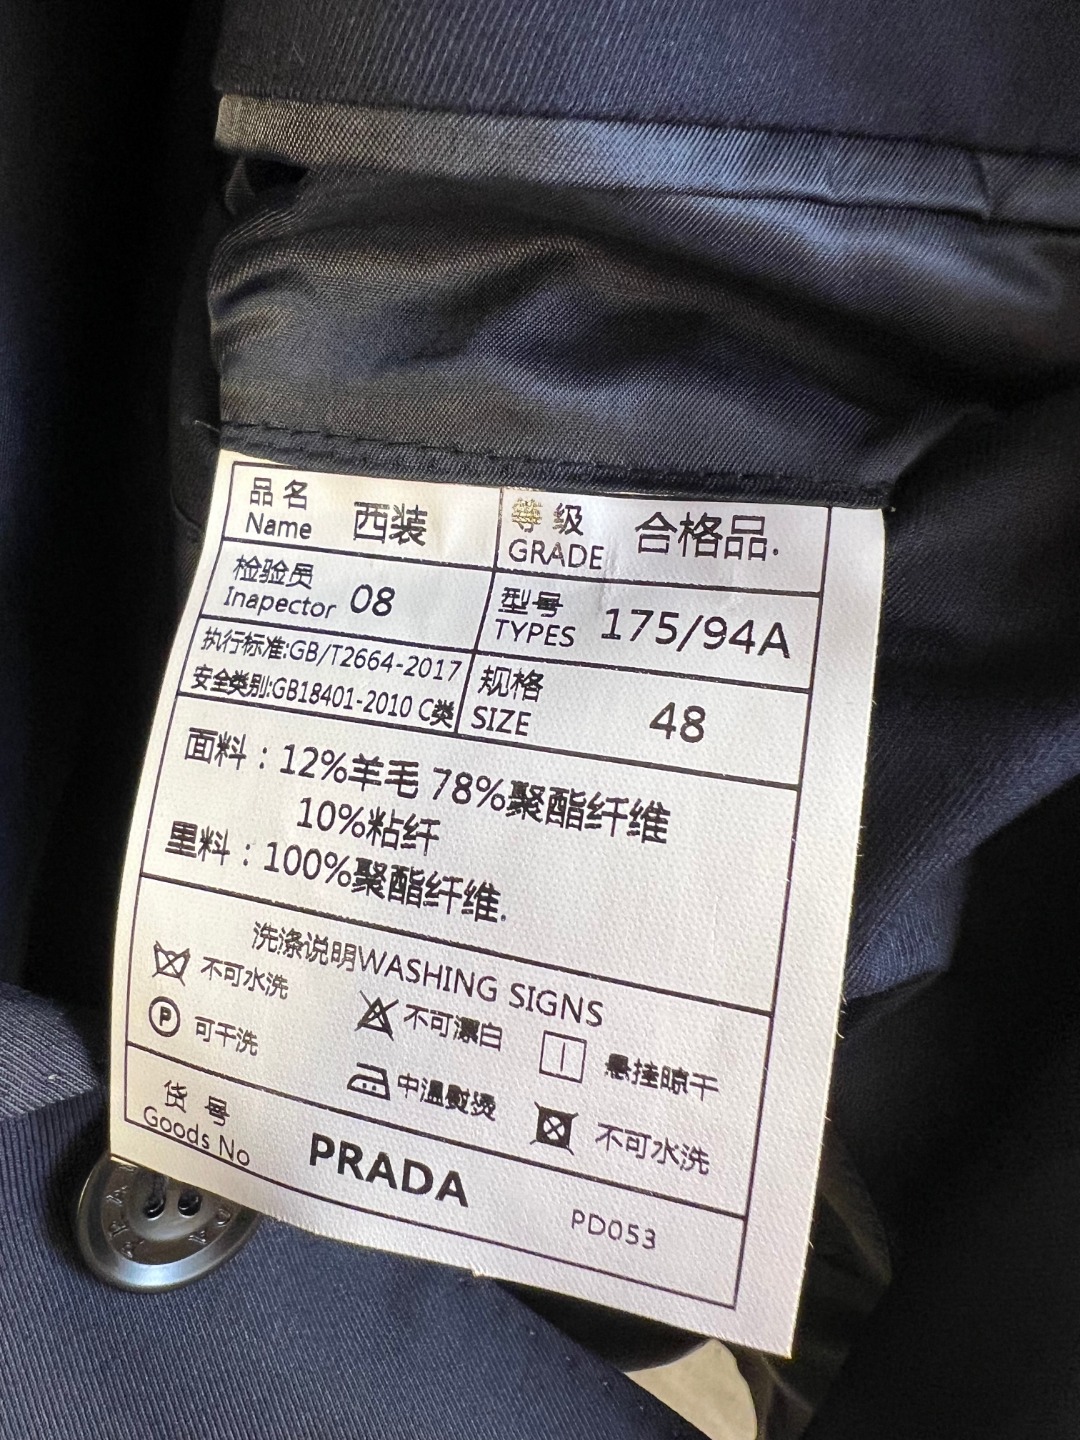 品名 西装 等级 合格品.
Name GRADE
检验员 08 型号 175/94A
Inapector TYPES
执行标准:GB/T2664-2017 规格 48
安全类别:GB18401-2010 C类 SIZE
面料：12%羊毛 78%聚酯纤维
10%粘纤
里料：100%聚酯纤维.
洗涤说明WASHING SIGNS
不可水洗 不可漂白 悬挂晾干
P 可干洗 中温熨烫 不可水洗
货号 PRADA PD053
Goods No